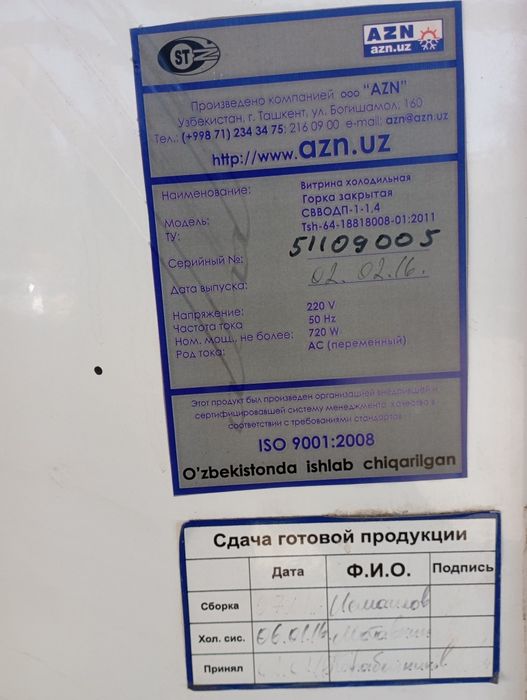 ST
AZN
azn.uz
Произведено компанией ооо "AZN"
Узбекистан, г. Ташкент, ул. Богишамол, 160
Тел.: (+998 71) 234 34 75; 216 09 00 e-mail: azn@azn.uz
http://www.azn.uz
Наименование: Витрина холодильная
Горка закрытая
Модель: СВВОДП-1-1,4
ТУ: Tsh-64-18818008-01:2011
Серийный №: 51109005
Дата выпуска: 02.02.16.
Напряжение: 220 V
Частота тока 50 Hz
Ном. мощ., не более: 720 W
Род тока: АС (переменный)
Этот продукт был произведен организацией внедрившей и
сертифицировавшей систему менеджмента качества в
соответствии с требованиями стандартов
ISO 9001:2008
O'zbekistonda ishlab chiqarilgan
Сдача готовой продукции
Дата Ф.И.О. Подпись
Сборка
Хол. сис. 06.01.16
Принял